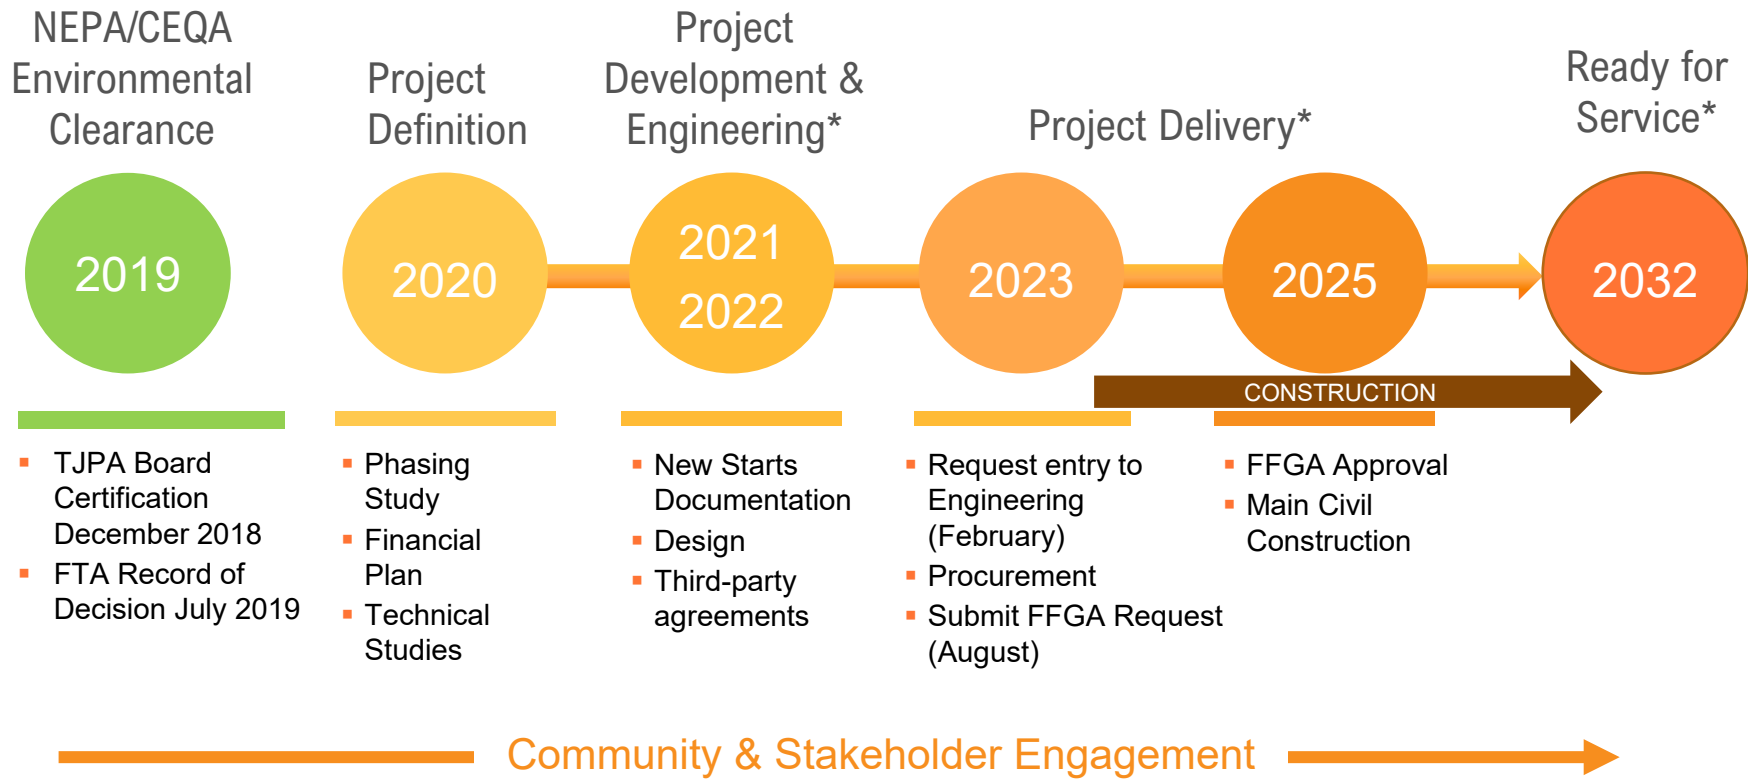 NEPA/CEQA
Environmental
Clearance
Project
Definition
Project
Development &
Engineering*
Project Delivery*
Ready for
Service*
2019
2020
2021
2022
2023
2025
2032
CONSTRUCTION
▪ TJPA Board
Certification
December 2018
▪ FTA Record of
Decision July 2019
▪ Phasing
Study
▪ Financial
Plan
▪ Technical
Studies
▪ New Starts
Documentation
▪ Design
▪ Third-party
agreements
▪ Request entry to
Engineering
(February)
▪ Procurement
▪ Submit FFGA Request
(August)
▪ FFGA Approval
▪ Main Civil
Construction
Community & Stakeholder Engagement